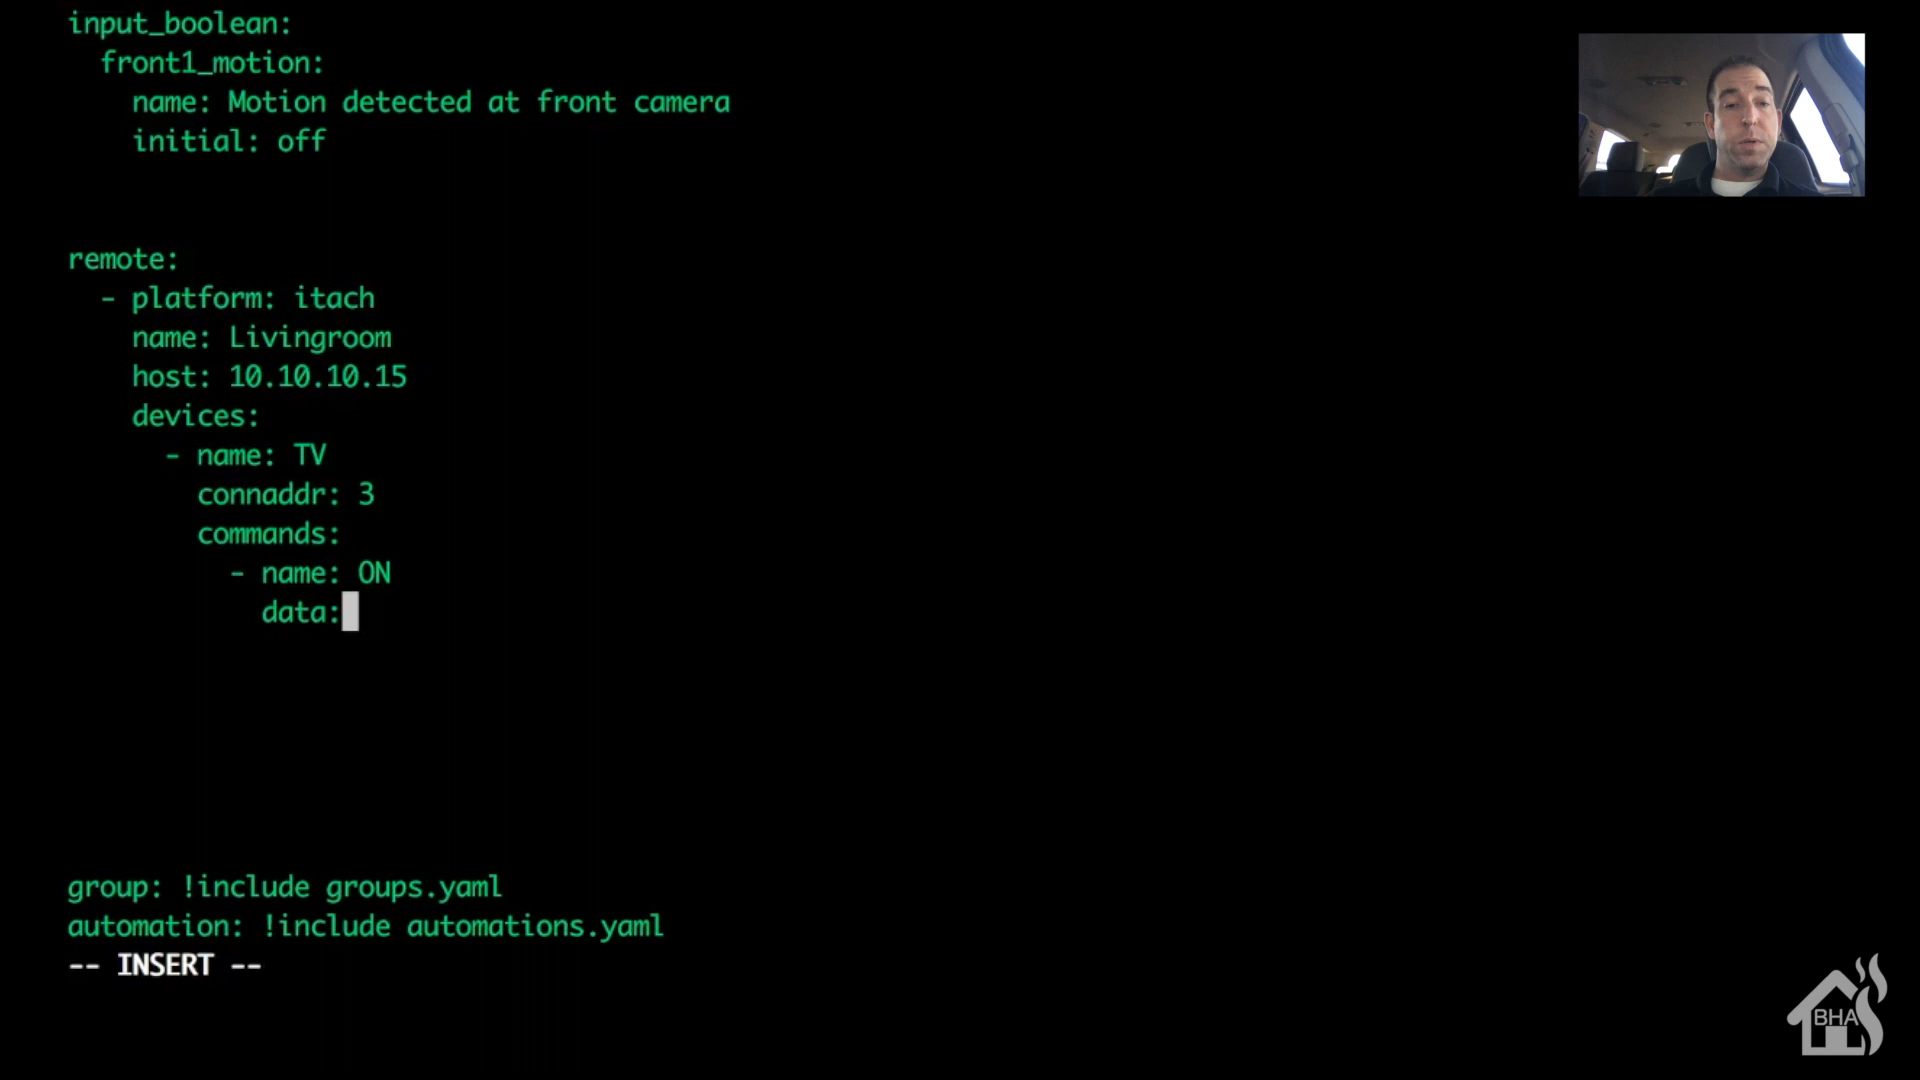 input_boolean:
front1_motion:
name: Motion detected at front camera
initial: off
remote:
- platform: itach
name: Livingroom
host: 10.10.10.15
devices:
- name: TV
connaddr: 3
commands:
- name: ON
data:
group: !include groups.yaml
automation: !include automations.yaml
-- INSERT --
BHA